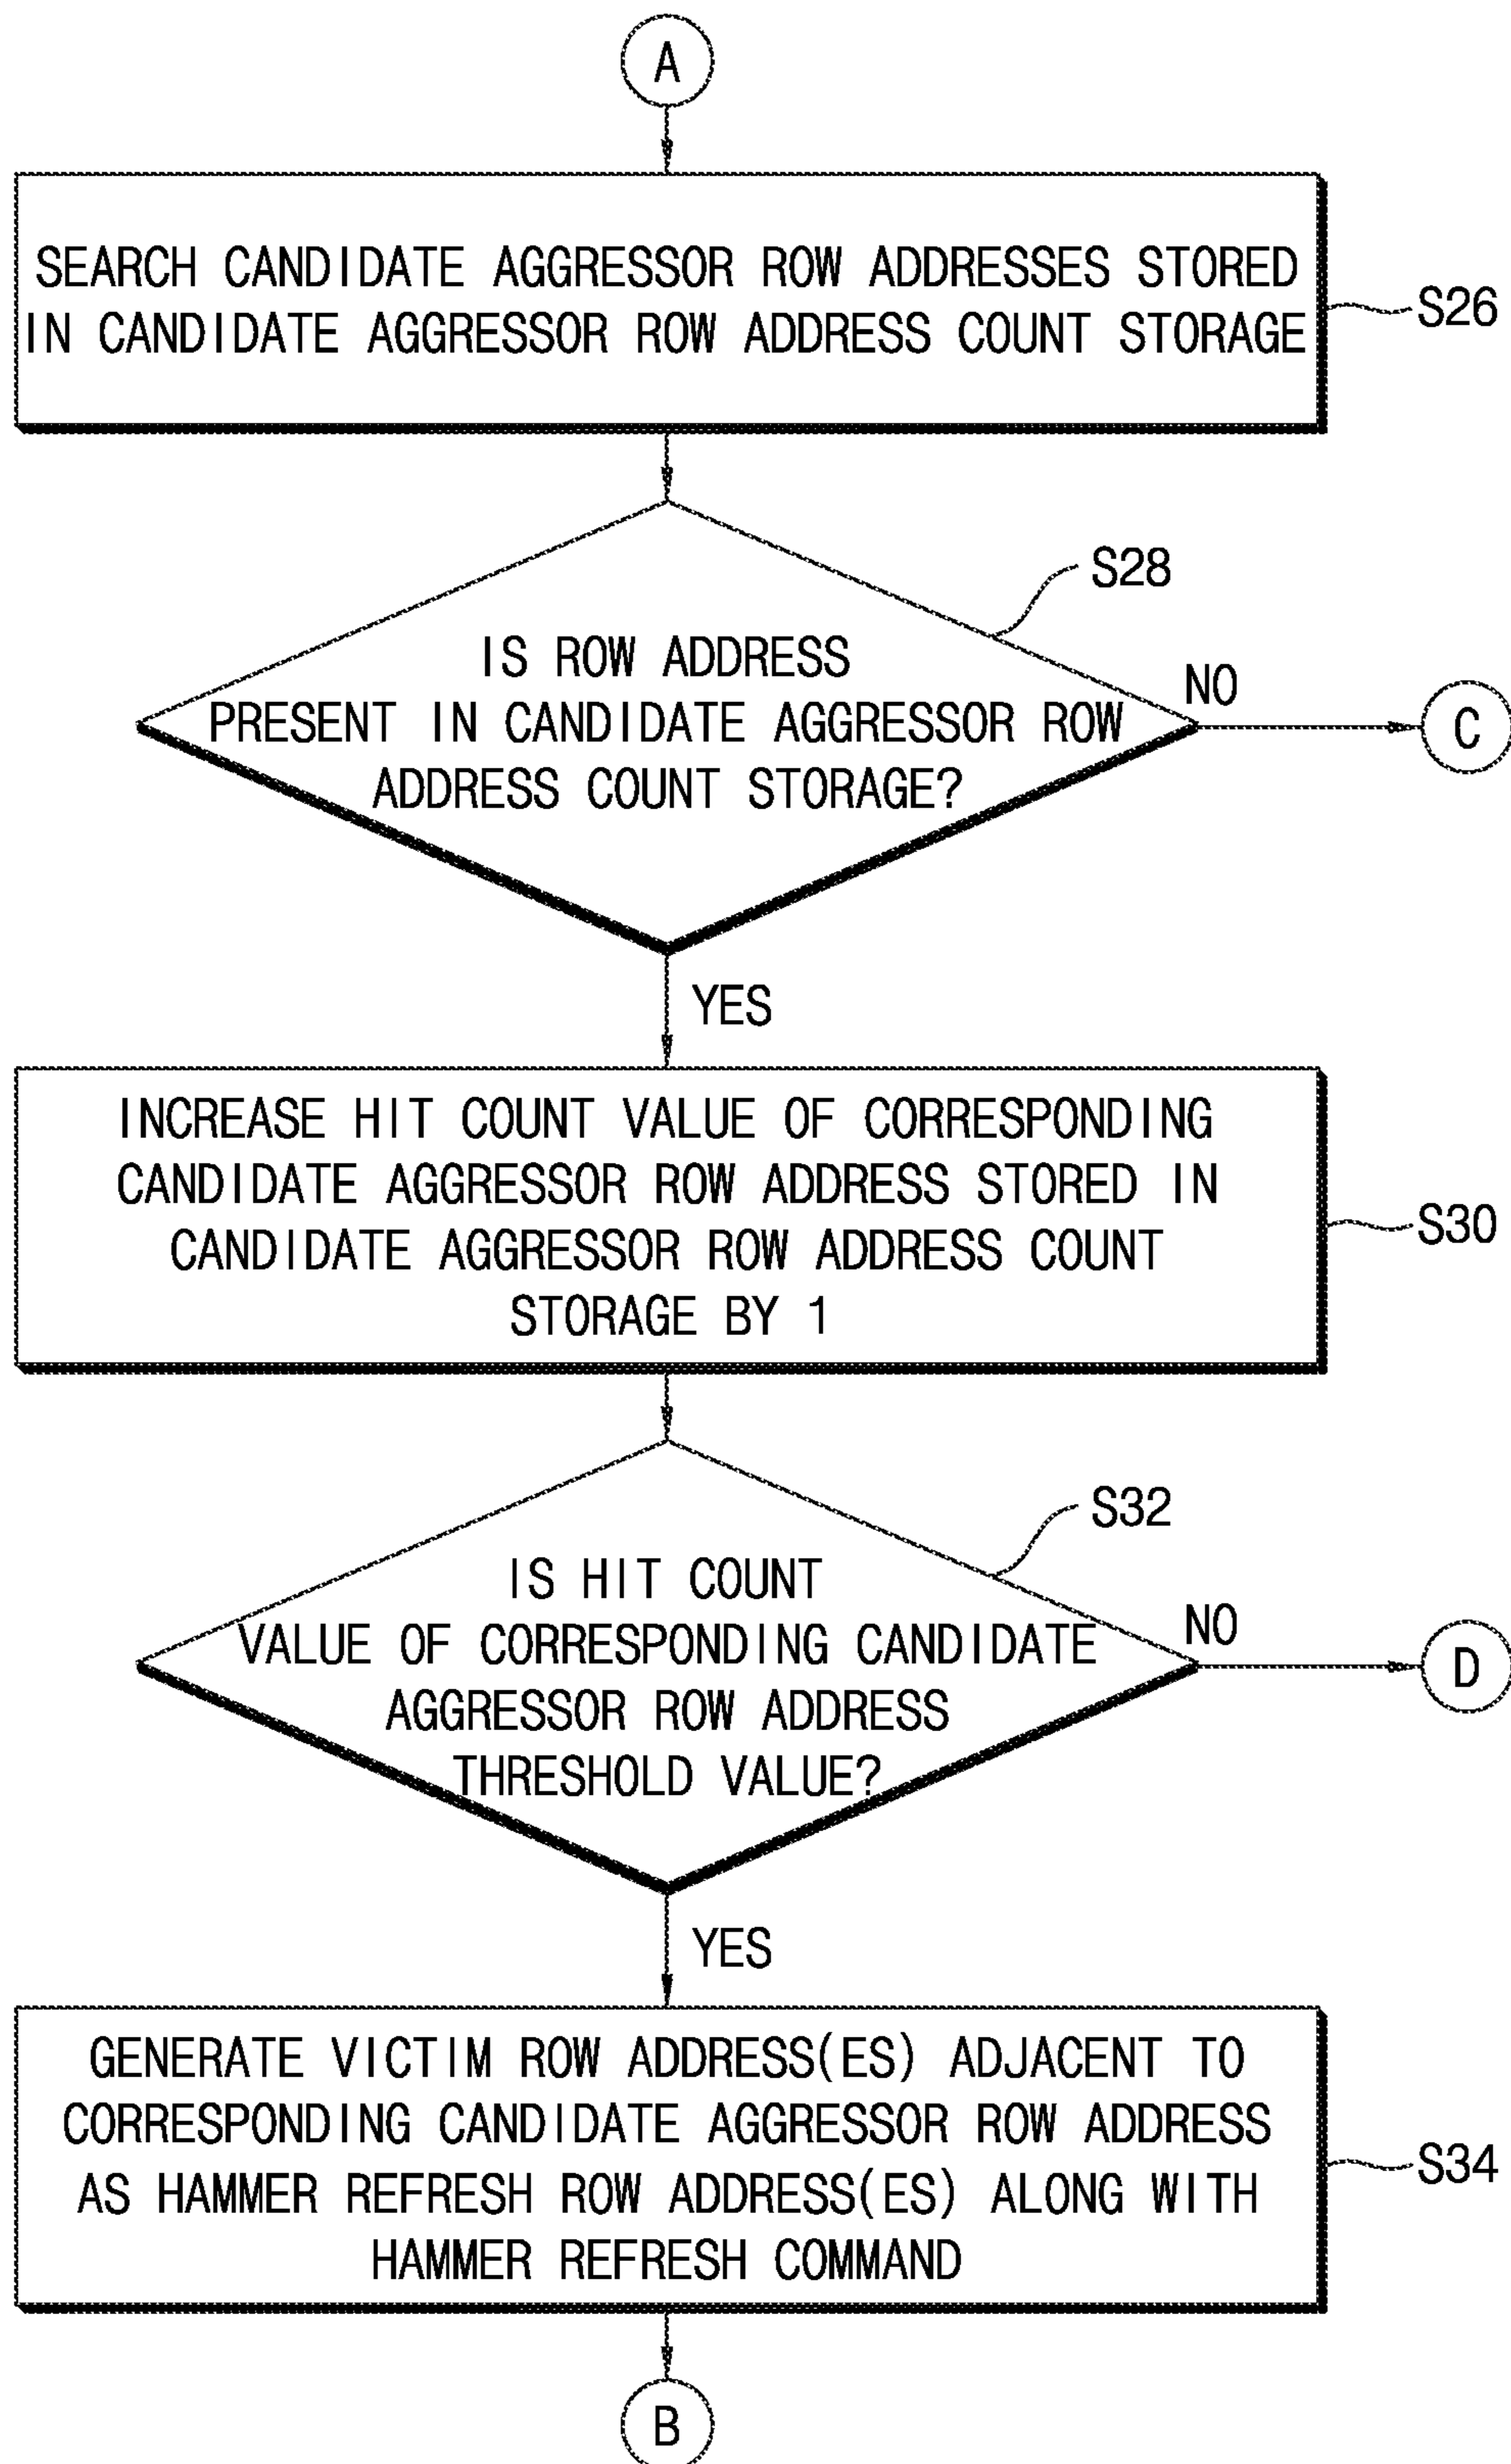 A
SEARCH CANDIDATE AGGRESSOR ROW ADDRESSES STORED
IN CANDIDATE AGGRESSOR ROW ADDRESS COUNT STORAGE
S26
S28
IS ROW ADDRESS
PRESENT IN CANDIDATE AGGRESSOR ROW
ADDRESS COUNT STORAGE?
NO
C
YES
INCREASE HIT COUNT VALUE OF CORRESPONDING
CANDIDATE AGGRESSOR ROW ADDRESS STORED IN
CANDIDATE AGGRESSOR ROW ADDRESS COUNT
STORAGE BY 1
S30
S32
IS HIT COUNT
VALUE OF CORRESPONDING CANDIDATE
AGGRESSOR ROW ADDRESS
THRESHOLD VALUE?
NO
D
YES
GENERATE VICTIM ROW ADDRESS(ES) ADJACENT TO
CORRESPONDING CANDIDATE AGGRESSOR ROW ADDRESS
AS HAMMER REFRESH ROW ADDRESS(ES) ALONG WITH
HAMMER REFRESH COMMAND
S34
B